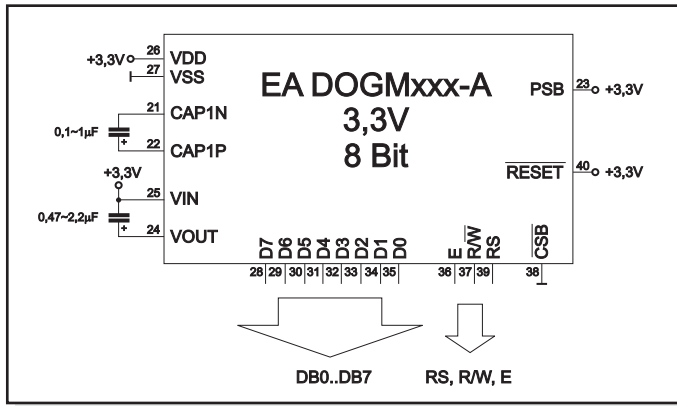 EA DOGMxxx-A
3,3V
8 Bit
+3,3V
26
VDD
27
VSS
21
CAP1N
0,1~1µF
+
22
CAP1P
+3,3V
25
VIN
0,47~2,2µF
+
24
VOUT
PSB
23
+3,3V
RESET
40
+3,3V
D7
D6
D5
D4
D3
D2
D1
D0
E
R/W
RS
CSB
28
29
30
31
32
33
34
35
36
37
39
38
DB0..DB7
RS, R/W, E